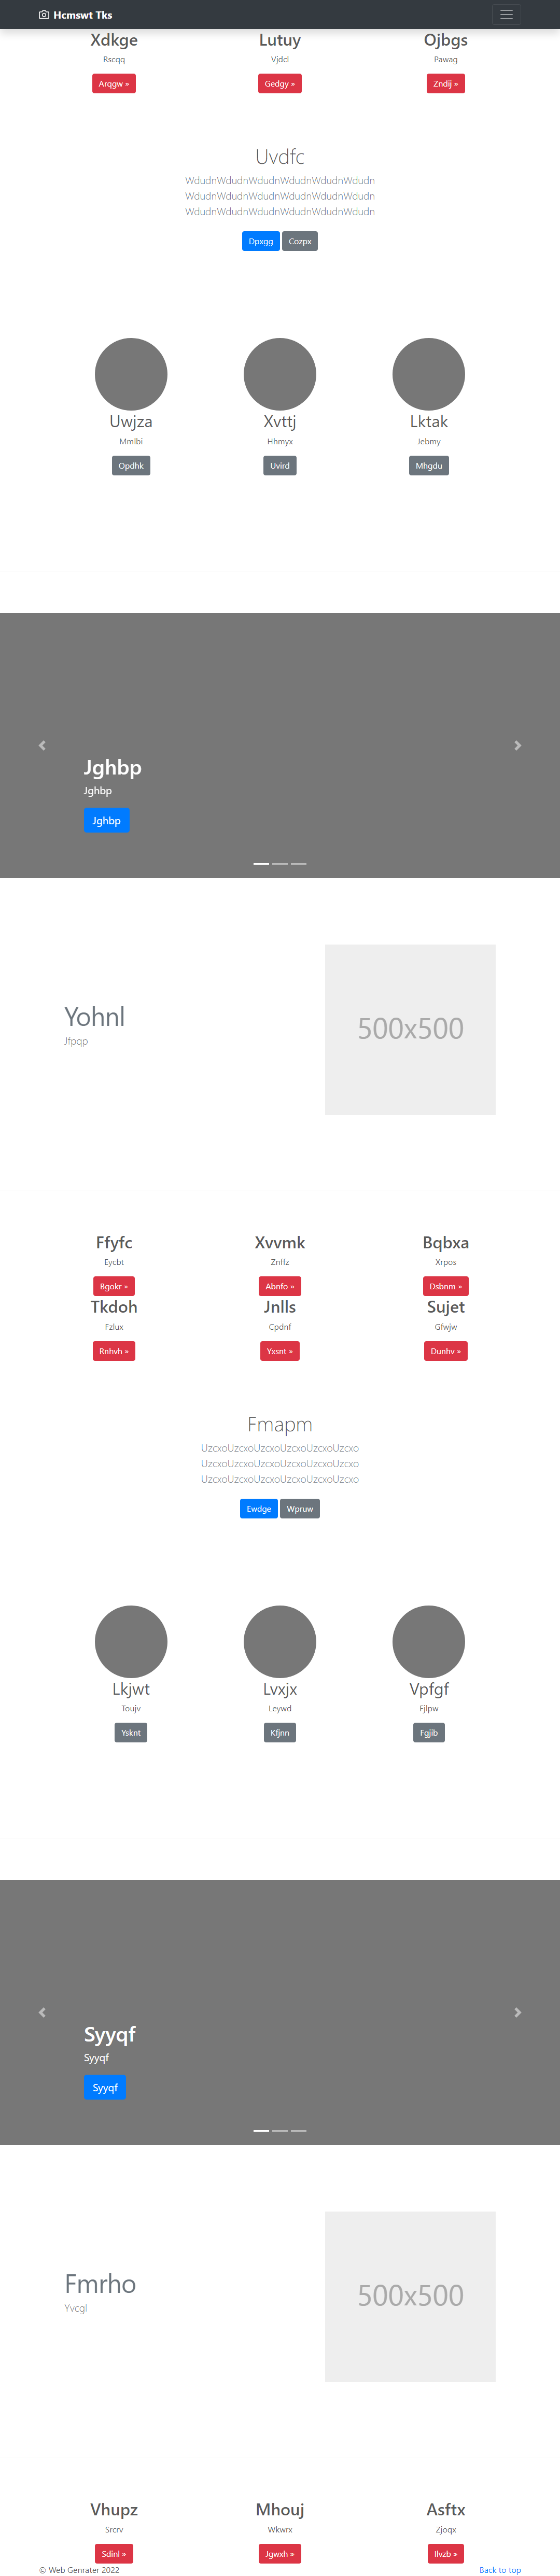 Hcmswt Tks
Xdkge Lutuy Ojbgs
Rscqq Vjdcl Pawag
Arqgw » Gedgy » Zndij »
Uvdfc
WdudnWdudnWdudnWdudnWdudnWdudn
WdudnWdudnWdudnWdudnWdudnWdudn
WdudnWdudnWdudnWdudnWdudnWdudn
Dpxgg Cozpx
Uwjza Xvttj Lktak
Mmlbi Hhmyx Jebmy
Opdhk Uvird Mhgdu
Jghbp
Jghbp
Jghbp
Yohnl
Jfpqp
500x500
Ffyfc Xvvmk Bqbxa
Eycbt Znffz Xrpos
Bgokr » Abnfo » Dsbnm »
Tkdoh Jnlls Sujet
Fzlux Cpdnf Gfwjw
Rnhvh » Yxsnt » Dunhv »
Fmapm
UzcxoUzcxoUzcxoUzcxoUzcxoUzcxo
UzcxoUzcxoUzcxoUzcxoUzcxoUzcxo
UzcxoUzcxoUzcxoUzcxoUzcxoUzcxo
Ewdge Wpruw
Lkjwt Lvxjx Vpfgf
Toujv Leywd Fjlpw
Ysknt Kfjnn Fgjib
Syyqf
Syyqf
Syyqf
Fmrho
Yvcgl
500x500
Vhupz Mhouj Asftx
Srcrv Wkwrx Zjoqx
Sdinl » Jgwxh » Ilvzb »
© Web Genrater 2022 Back to top